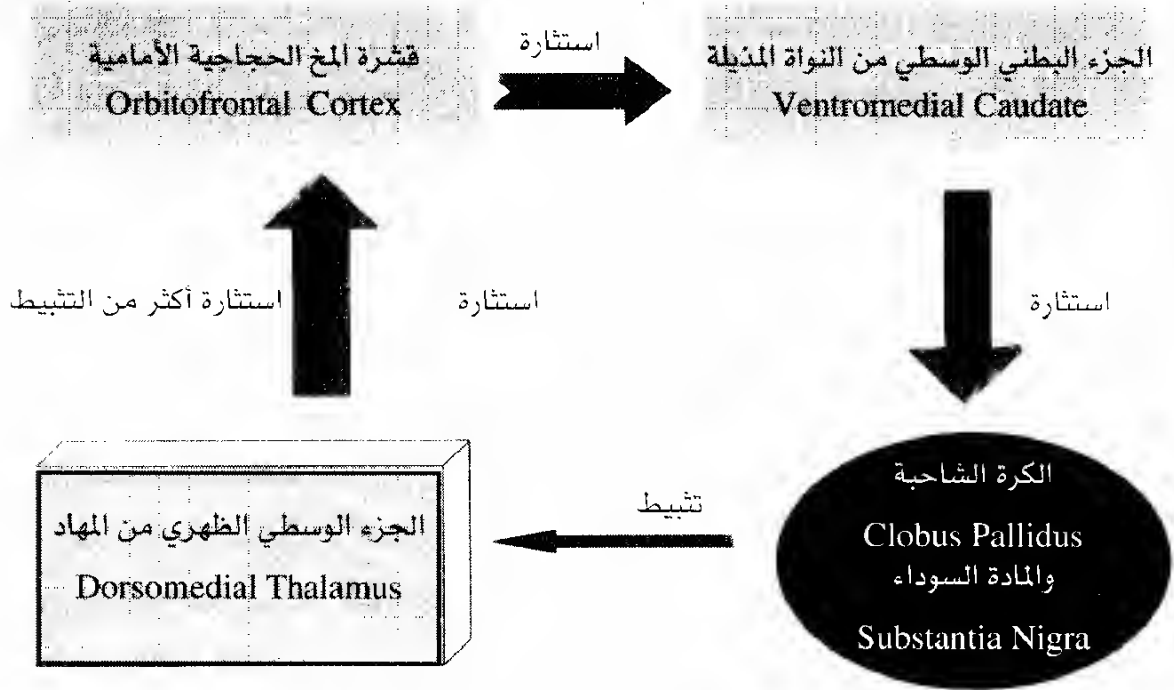 قشرة المخ الحجاجية الأمامية
Orbitofrontal Cortex
استثارة
الجزء البطني الوسطي من النواة المذيلة
Ventromedial Caudate
استثارة أكثر من التثبيط
استثارة
استثارة
الجزء الوسطي الظهري من المهاد
Dorsomedial Thalamus
تثبيط
الكرة الشاحبة
Clobus Pallidus
والمادة السوداء
Substantia Nigra